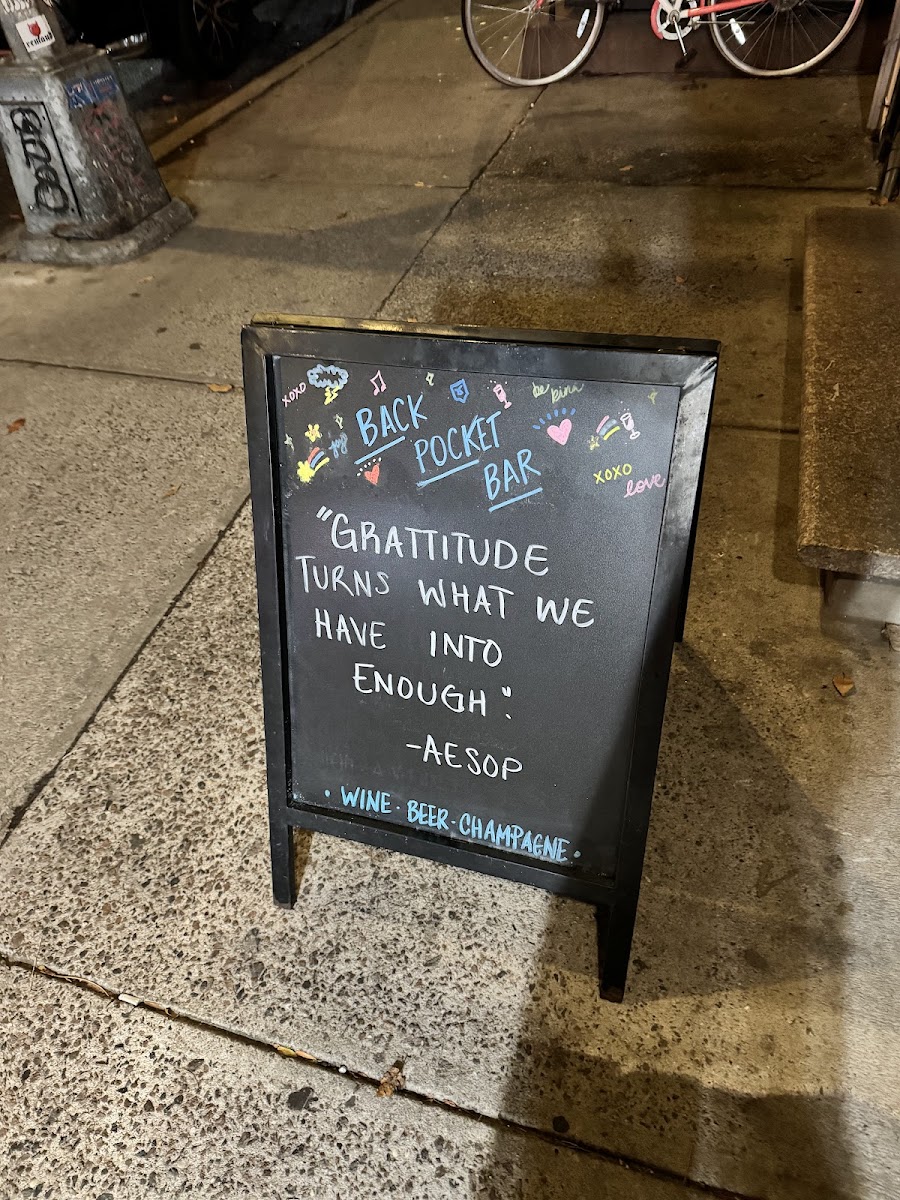 xoxo
be kind
joy
BACK
POCKET
BAR
xoxo
love
"GRATTITUDE
TURNS WHAT WE
HAVE INTO
ENOUGH".
-AESOP
• WINE • BEER • CHAMPAGNE •